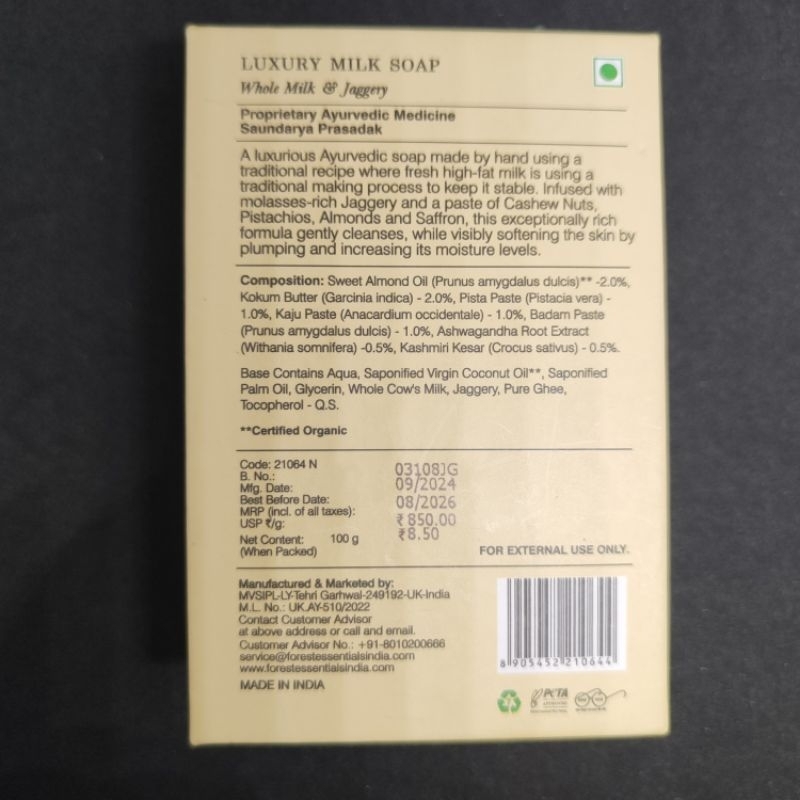 LUXURY MILK SOAP
Whole Milk & Jaggery
Proprietary Ayurvedic Medicine
Saundarya Prasadak
A luxurious Ayurvedic soap made by hand using a
traditional recipe where fresh high-fat milk is using a
traditional making process to keep it stable. Infused with
molasses-rich Jaggery and a paste of Cashew Nuts,
Pistachios, Almonds and Saffron, this exceptionally rich
formula gently cleanses, while visibly softening the skin by
plumping and increasing its moisture levels.
Composition: Sweet Almond Oil (Prunus amygdalus dulcis)** -2.0%,
Kokum Butter (Garcinia indica) - 2.0%, Pista Paste (Pistacia vera) -
1.0%, Kaju Paste (Anacardium occidentale) - 1.0%, Badam Paste
(Prunus amygdalus dulcis) - 1.0%, Ashwagandha Root Extract
(Withania somnifera) -0.5%, Kashmiri Kesar (Crocus sativus) - 0.5%.
Base Contains Aqua, Saponified Virgin Coconut Oil**, Saponified
Palm Oil, Glycerin, Whole Cow's Milk, Jaggery, Pure Ghee,
Tocopherol - Q.S.
**Certified Organic
Code: 21064 N
B. No.: 03108JG
Mfg. Date: 09/2024
Best Before Date: 08/2026
MRP (incl. of all taxes): ₹ 850.00
USP ₹/g: ₹8.50
Net Content: 100 g
(When Packed)
FOR EXTERNAL USE ONLY.
Manufactured & Marketed by:
MVSIPL-LY-Tehri Garhwal-249192-UK-India
M.L. No.: UK.AY-510/2022
Contact Customer Advisor
at above address or call and email.
Customer Advisor No.: +91-8010200666
service@forestessentialsindia.com
www.forestessentialsindia.com
MADE IN INDIA
8 905452 210644
PETA